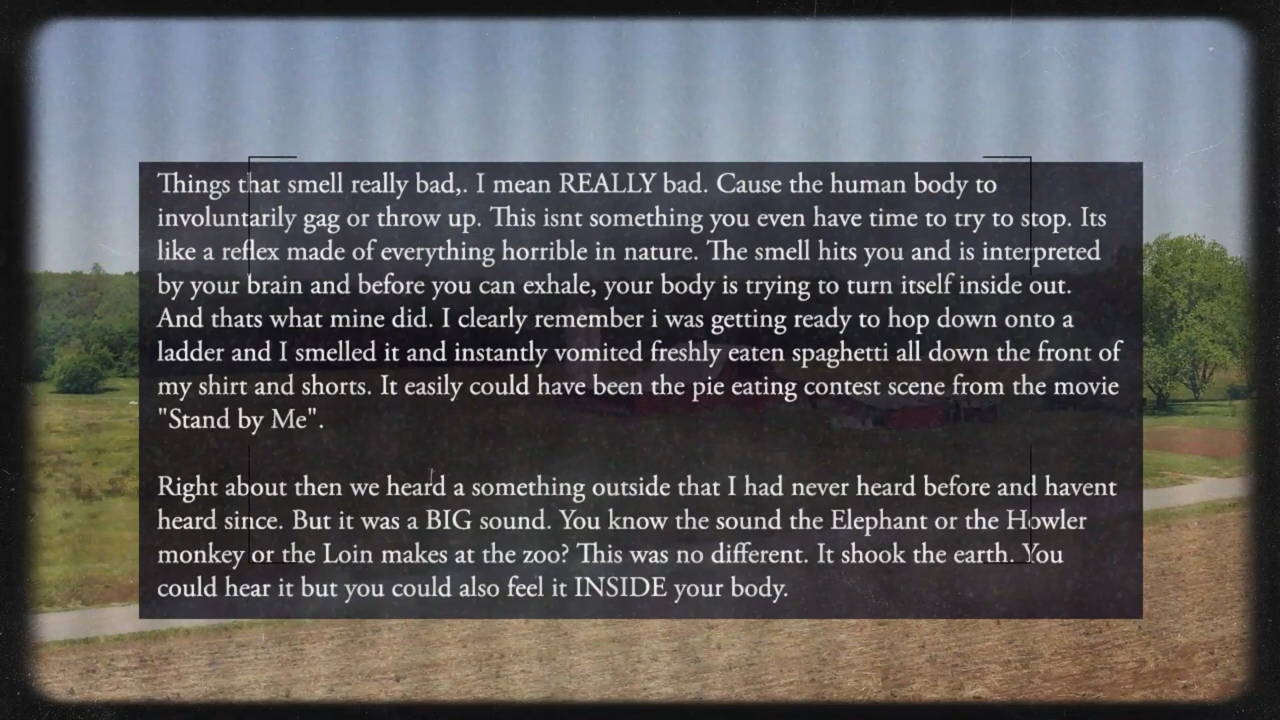 Things that smell really bad,. I mean REALLY bad. Cause the human body to
involuntarily gag or throw up. This isnt something you even have time to try to stop. Its
like a reflex made of everything horrible in nature. The smell hits you and is interpreted
by your brain and before you can exhale, your body is trying to turn itself inside out.
And thats what mine did. I clearly remember i was getting ready to hop down onto a
ladder and I smelled it and instantly vomited freshly eaten spaghetti all down the front of
my shirt and shorts. It easily could have been the pie eating contest scene from the movie
"Stand by Me".
Right about then we heard a something outside that I had never heard before and havent
heard since. But it was a BIG sound. You know the sound the Elephant or the Howler
monkey or the Loin makes at the zoo? This was no different. It shook the earth. You
could hear it but you could also feel it INSIDE your body.